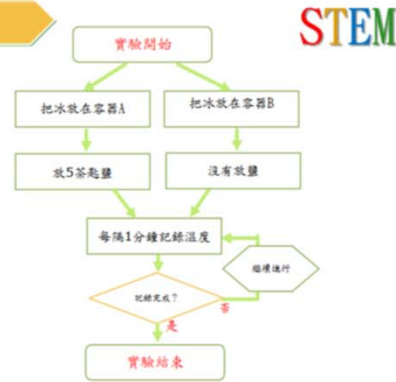 STEM
實驗開始
把冰放在容器A
把冰放在容器B
放5茶匙鹽
沒有放鹽
每隔1分鐘記錄溫度
繼續進行
記錄完成？
否
是
實驗結束